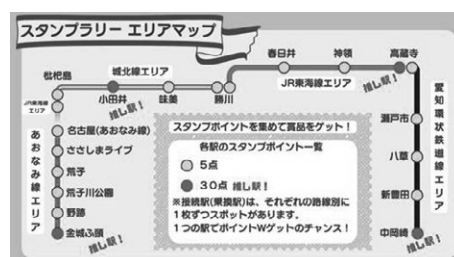 スタンプラリー エリアマップ
春日井
神領
高蔵寺
推し駅！
JR東海線エリア
枇杷島
城北線エリア
小田井
推し駅！
味美
勝川
JR東海線
エリア
あおなみ線エリア
名古屋(あおなみ線)
ささしまライブ
荒子
荒子川公園
野跡
金城ふ頭
推し駅！
スタンプポイントを集めて賞品をゲット！
各駅のスタンプポイント一覧
5点
30点 推し駅！
※接続駅(乗換駅)は、それぞれの路線別に
1枚ずつスポットがあります。
1つの駅でポイントWゲットのチャンス！
愛知環状鉄道線エリア
瀬戸市
八草
新豊田
中岡崎
推し駅！